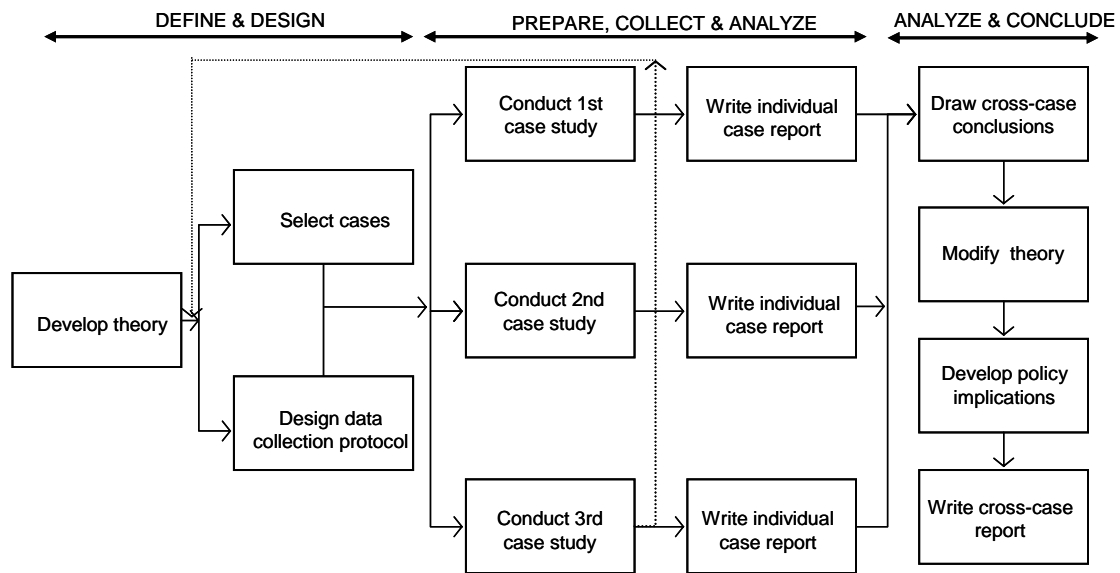 DEFINE & DESIGN
PREPARE, COLLECT & ANALYZE
ANALYZE & CONCLUDE
Develop theory
Select cases
Design data
collection protocol
Conduct 1st
case study
Write individual
case report
Conduct 2nd
case study
Write individual
case report
Conduct 3rd
case study
Write individual
case report
Draw cross-case
conclusions
Modify theory
Develop policy
implications
Write cross-case
report